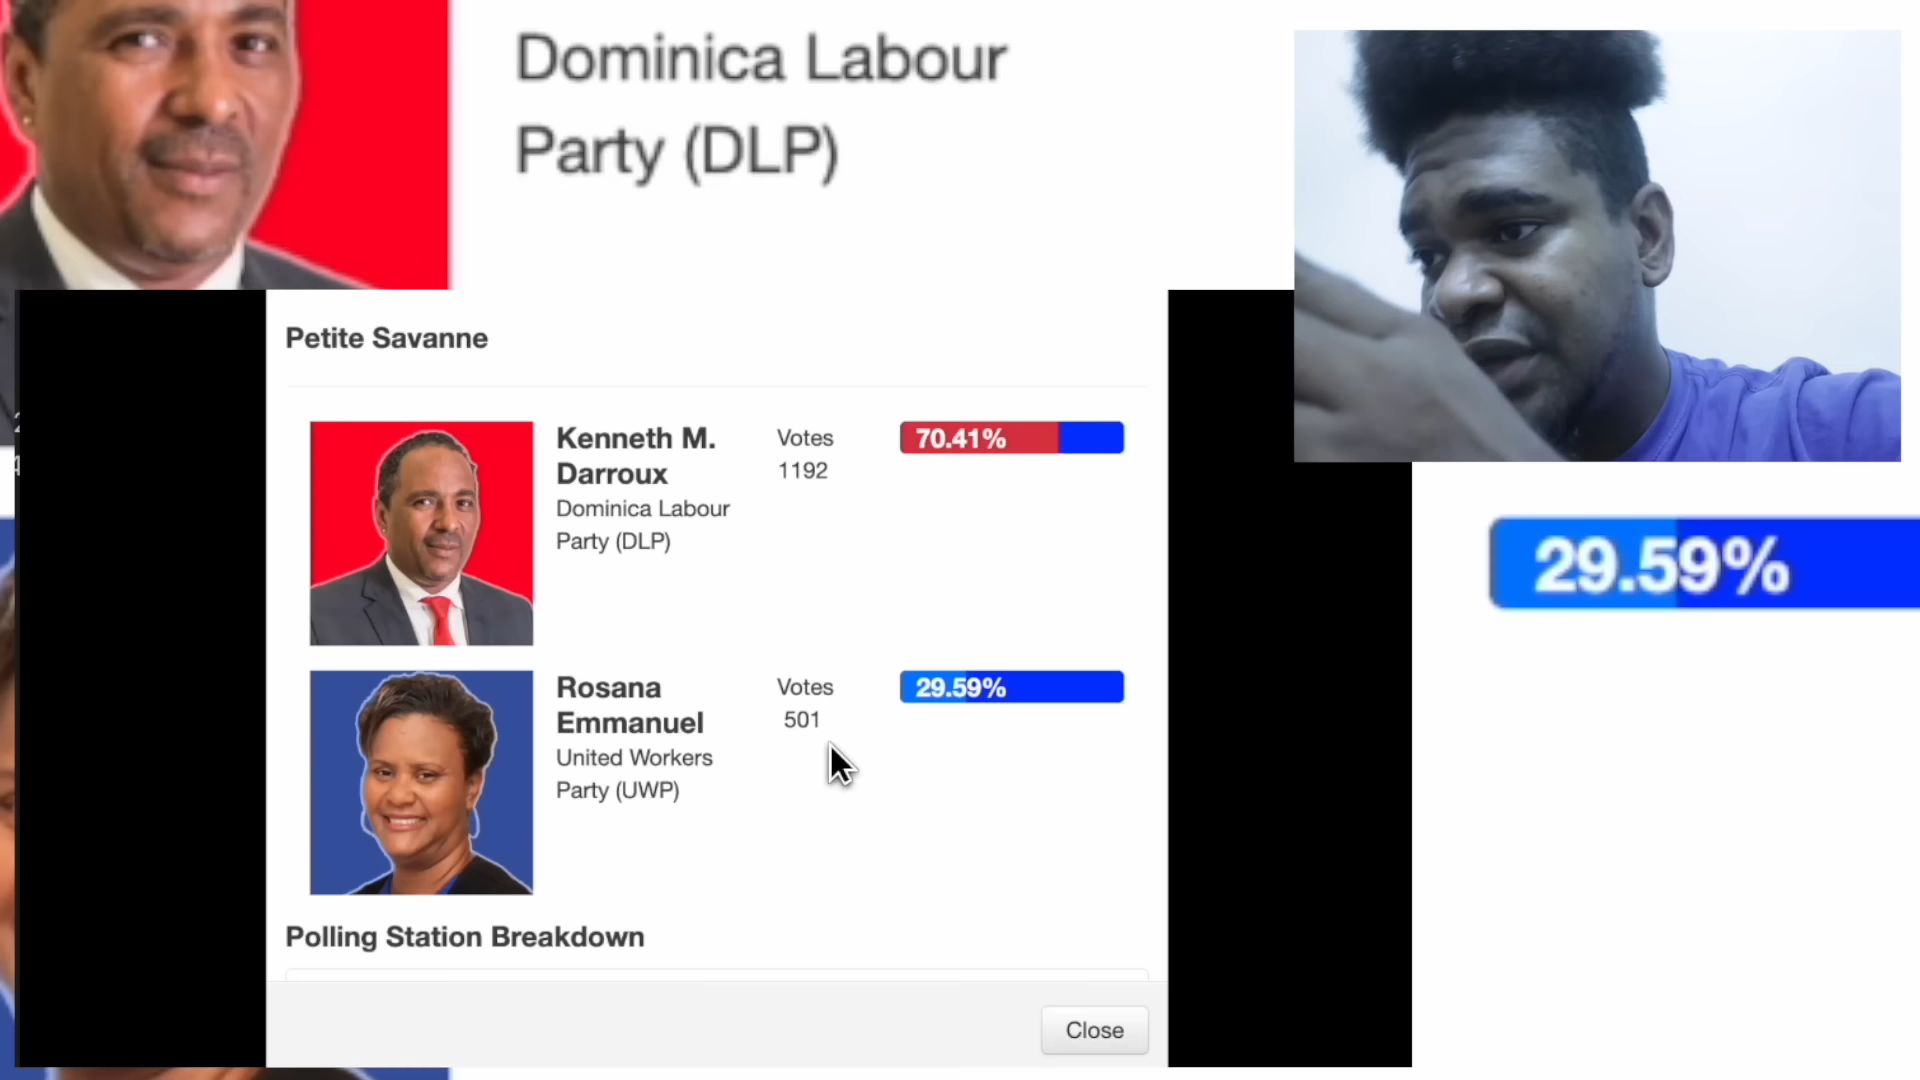 Dominica Labour
Party (DLP)
Petite Savanne
Kenneth M.
Darroux
Dominica Labour
Party (DLP)
Votes
1192
70.41%
Rosana
Emmanuel
United Workers
Party (UWP)
Votes
501
29.59%
29.59%
Polling Station Breakdown
Close